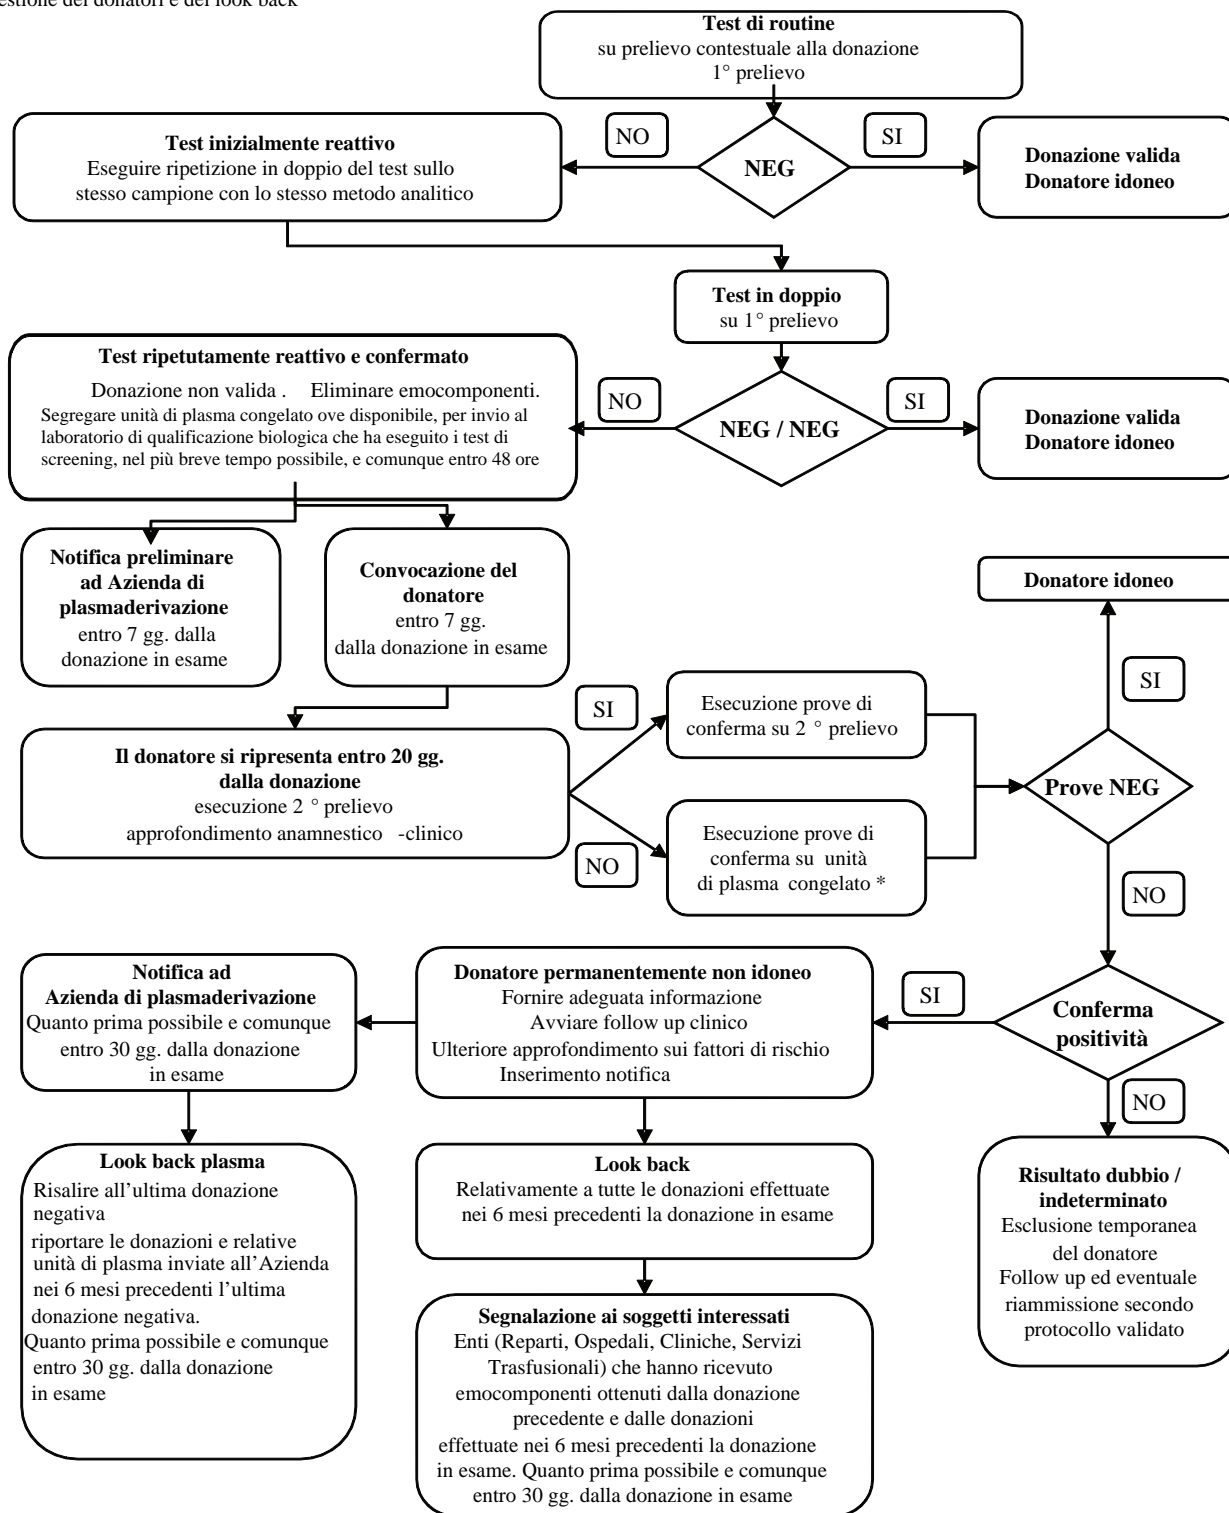 estione dei donatori e del look back
Test di routine
su prelievo contestuale alla donazione
1° prelievo
NO
SI
NEG
Test inizialmente reattivo
Eseguire ripetizione in doppio del test sullo
stesso campione con lo stesso metodo analitico
Donazione valida
Donatore idoneo
Test in doppio
su 1° prelievo
Test ripetutamente reattivo e confermato
Donazione non valida . Eliminare emocomponenti.
Segregare unità di plasma congelato ove disponibile, per invio al
laboratorio di qualificazione biologica che ha eseguito i test di
screening, nel più breve tempo possibile, e comunque entro 48 ore
NO
NEG / NEG
SI
Donazione valida
Donatore idoneo
Notifica preliminare
ad Azienda di
plasmaderivazione
entro 7 gg. dalla
donazione in esame
Convocazione del
donatore
entro 7 gg.
dalla donazione in esame
Donatore idoneo
SI
Il donatore si ripresenta entro 20 gg.
dalla donazione
esecuzione 2 ° prelievo
approfondimento anamnestico -clinico
SI
Esecuzione prove di
conferma su 2 ° prelievo
NO
Esecuzione prove di
conferma su unità
di plasma congelato *
Prove NEG
NO
Notifica ad
Azienda di plasmaderivazione
Quanto prima possibile e comunque
entro 30 gg. dalla donazione
in esame
Donatore permanentemente non idoneo
Fornire adeguata informazione
Avviare follow up clinico
Ulteriore approfondimento sui fattori di rischio
Inserimento notifica
SI
Conferma
positività
NO
Look back plasma
Risalire all’ultima donazione
negativa
riportare le donazioni e relative
unità di plasma inviate all’Azienda
nei 6 mesi precedenti l’ultima
donazione negativa.
Quanto prima possibile e comunque
entro 30 gg. dalla donazione
in esame
Look back
Relativamente a tutte le donazioni effettuate
nei 6 mesi precedenti la donazione in esame
Risultato dubbio /
indeterminato
Esclusione temporanea
del donatore
Follow up ed eventuale
riammissione secondo
protocollo validato
Segnalazione ai soggetti interessati
Enti (Reparti, Ospedali, Cliniche, Servizi
Trasfusionali) che hanno ricevuto
emocomponenti ottenuti dalla donazione
precedente e dalle donazioni
effettuate nei 6 mesi precedenti la donazione
in esame. Quanto prima possibile e comunque
entro 30 gg. dalla donazione in esame